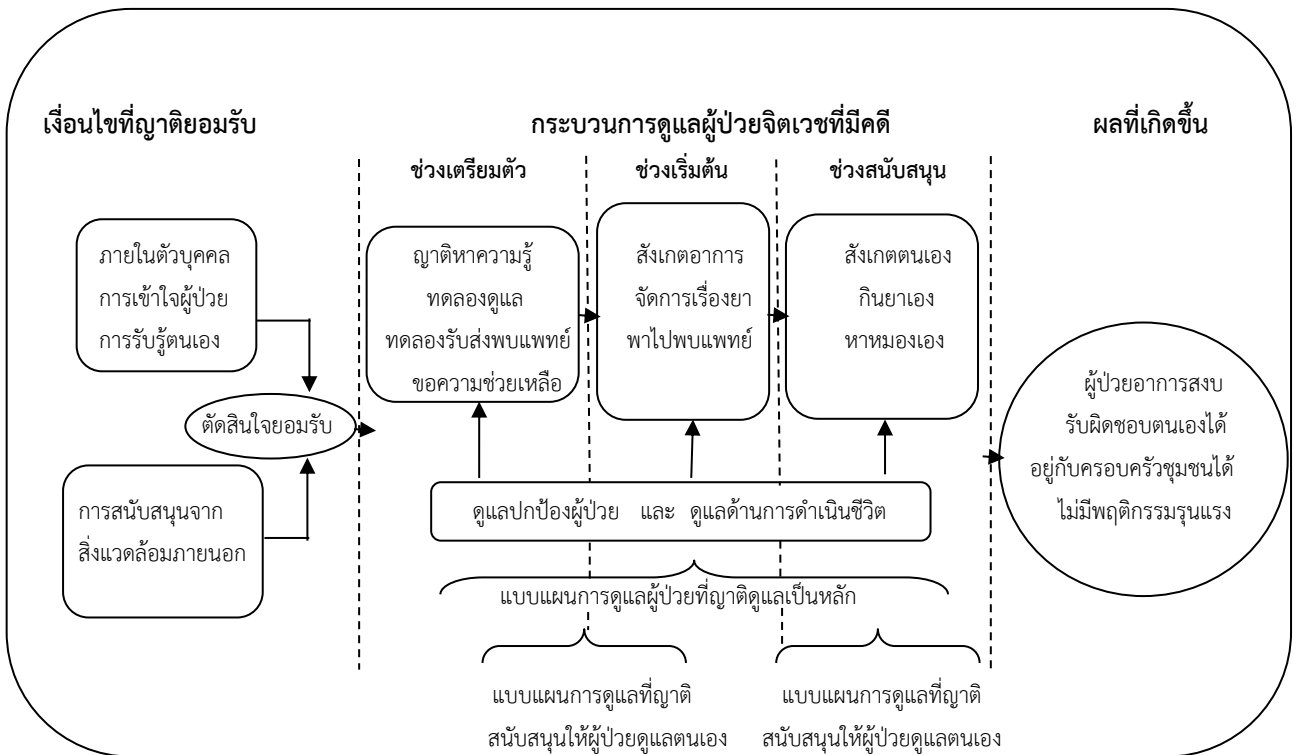 เงื่อนไขที่ญาติยอมรับ
กระบวนการดูแลผู้ป่วยจิตเวชที่มีคดี
ผลที่เกิดขึ้น
ช่วงเตรียมตัว
ช่วงเริ่มต้น
ช่วงสนับสนุน
ภายในตัวบุคคล
การเข้าใจผู้ป่วย
การรับรู้ตนเอง
ตัดสินใจยอมรับ
การสนับสนุนจาก
สิ่งแวดล้อมภายนอก
ญาติหาความรู้
ทดลองดูแล
ทดลองรับส่งพบแพทย์
ขอความช่วยเหลือ
สังเกตอาการ
จัดการเรื่องยา
พาไปพบแพทย์
สังเกตตนเอง
กินยาเอง
หาหมองเอง
ดูแลปกป้องผู้ป่วย และ ดูแลด้านการดำเนินชีวิต
แบบแผนการดูแลผู้ป่วยที่ญาติดูแลเป็นหลัก
แบบแผนการดูแลที่ญาติ
สนับสนุนให้ผู้ป่วยดูแลตนเอง
แบบแผนการดูแลที่ญาติ
สนับสนุนให้ผู้ป่วยดูแลตนเอง
ผู้ป่วยอาการสงบ
รับผิดชอบตนเองได้
อยู่กับครอบครัวชุมชนได้
ไม่มีพฤติกรรมรุนแรง